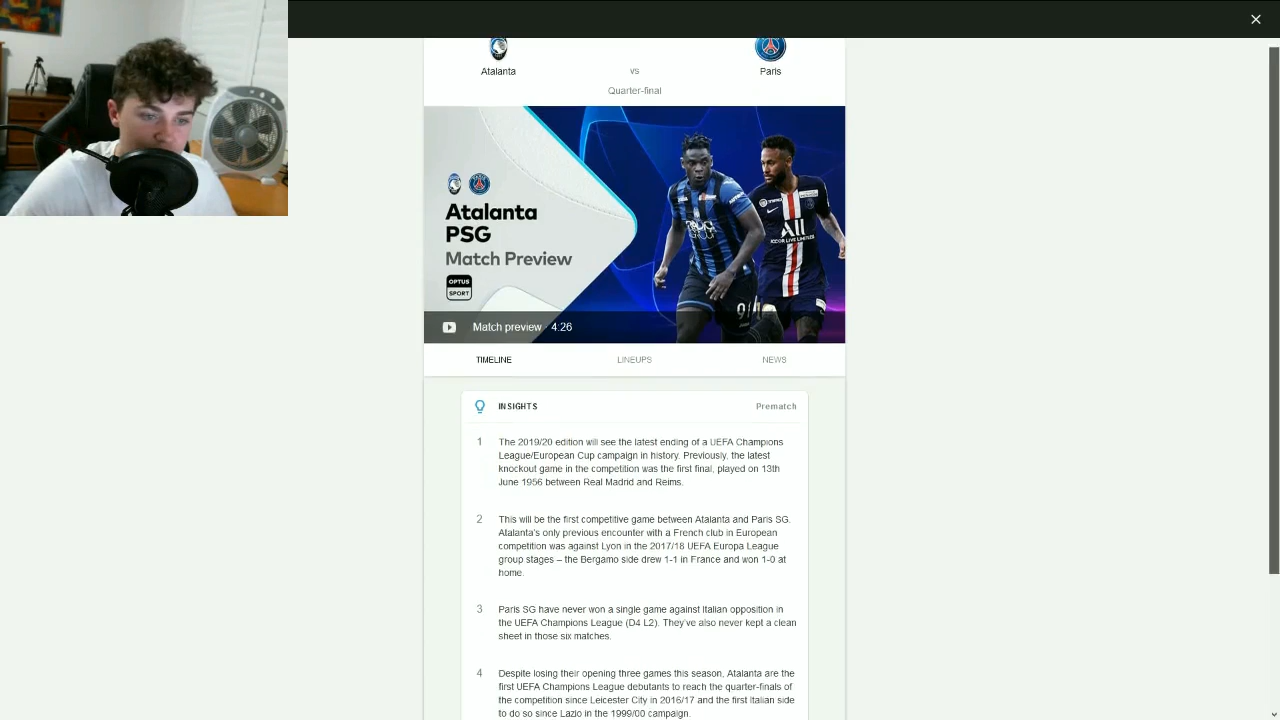 Atalanta
vs
Paris
Quarter-final
Atalanta
PSG
Match Preview
OPTUS
SPORT
Match preview 4:26
TIMELINE
LINEUPS
NEWS
INSIGHTS
Prematch
1
The 2019/20 edition will see the latest ending of a UEFA Champions
League/European Cup campaign in history. Previously, the latest
knockout game in the competition was the first final, played on 13th
June 1956 between Real Madrid and Reims.
2
This will be the first competitive game between Atalanta and Paris SG.
Atalanta's only previous encounter with a French club in European
competition was against Lyon in the 2017/18 UEFA Europa League
group stages – the Bergamo side drew 1-1 in France and won 1-0 at
home.
3
Paris SG have never won a single game against Italian opposition in
the UEFA Champions League (D4 L2). They've also never kept a clean
sheet in those six matches.
4
Despite losing their opening three games this season, Atalanta are the
first UEFA Champions League debutants to reach the quarter-finals of
the competition since Leicester City in 2016/17 and the first Italian side
to do so since Lazio in the 1999/00 campaign.